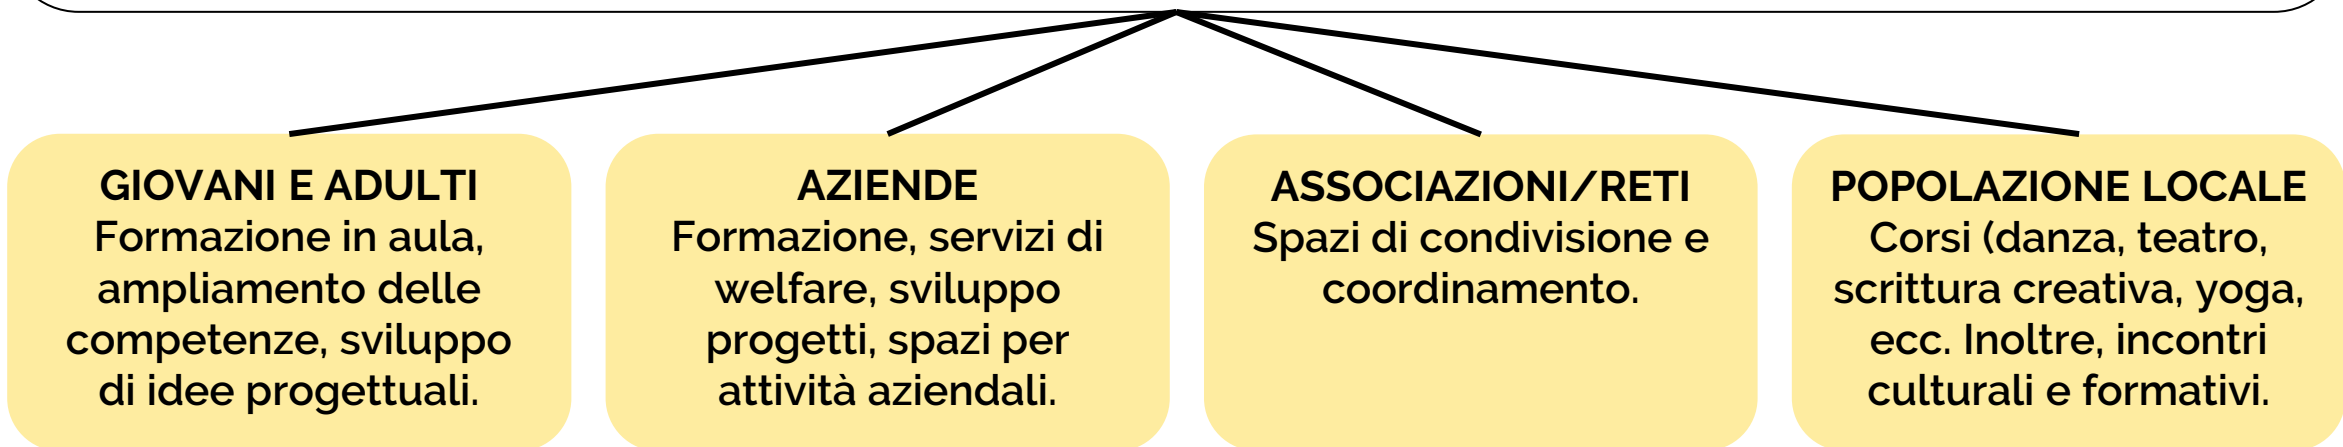 GIOVANI E ADULTI
Formazione in aula,
ampliamento delle
competenze, sviluppo
di idee progettuali.
AZIENDE
Formazione, servizi di
welfare, sviluppo
progetti, spazi per
attività aziendali.
ASSOCIAZIONI/RETI
Spazi di condivisione e
coordinamento.
POPOLAZIONE LOCALE
Corsi (danza, teatro,
scrittura creativa, yoga,
ecc. Inoltre, incontri
culturali e formativi.